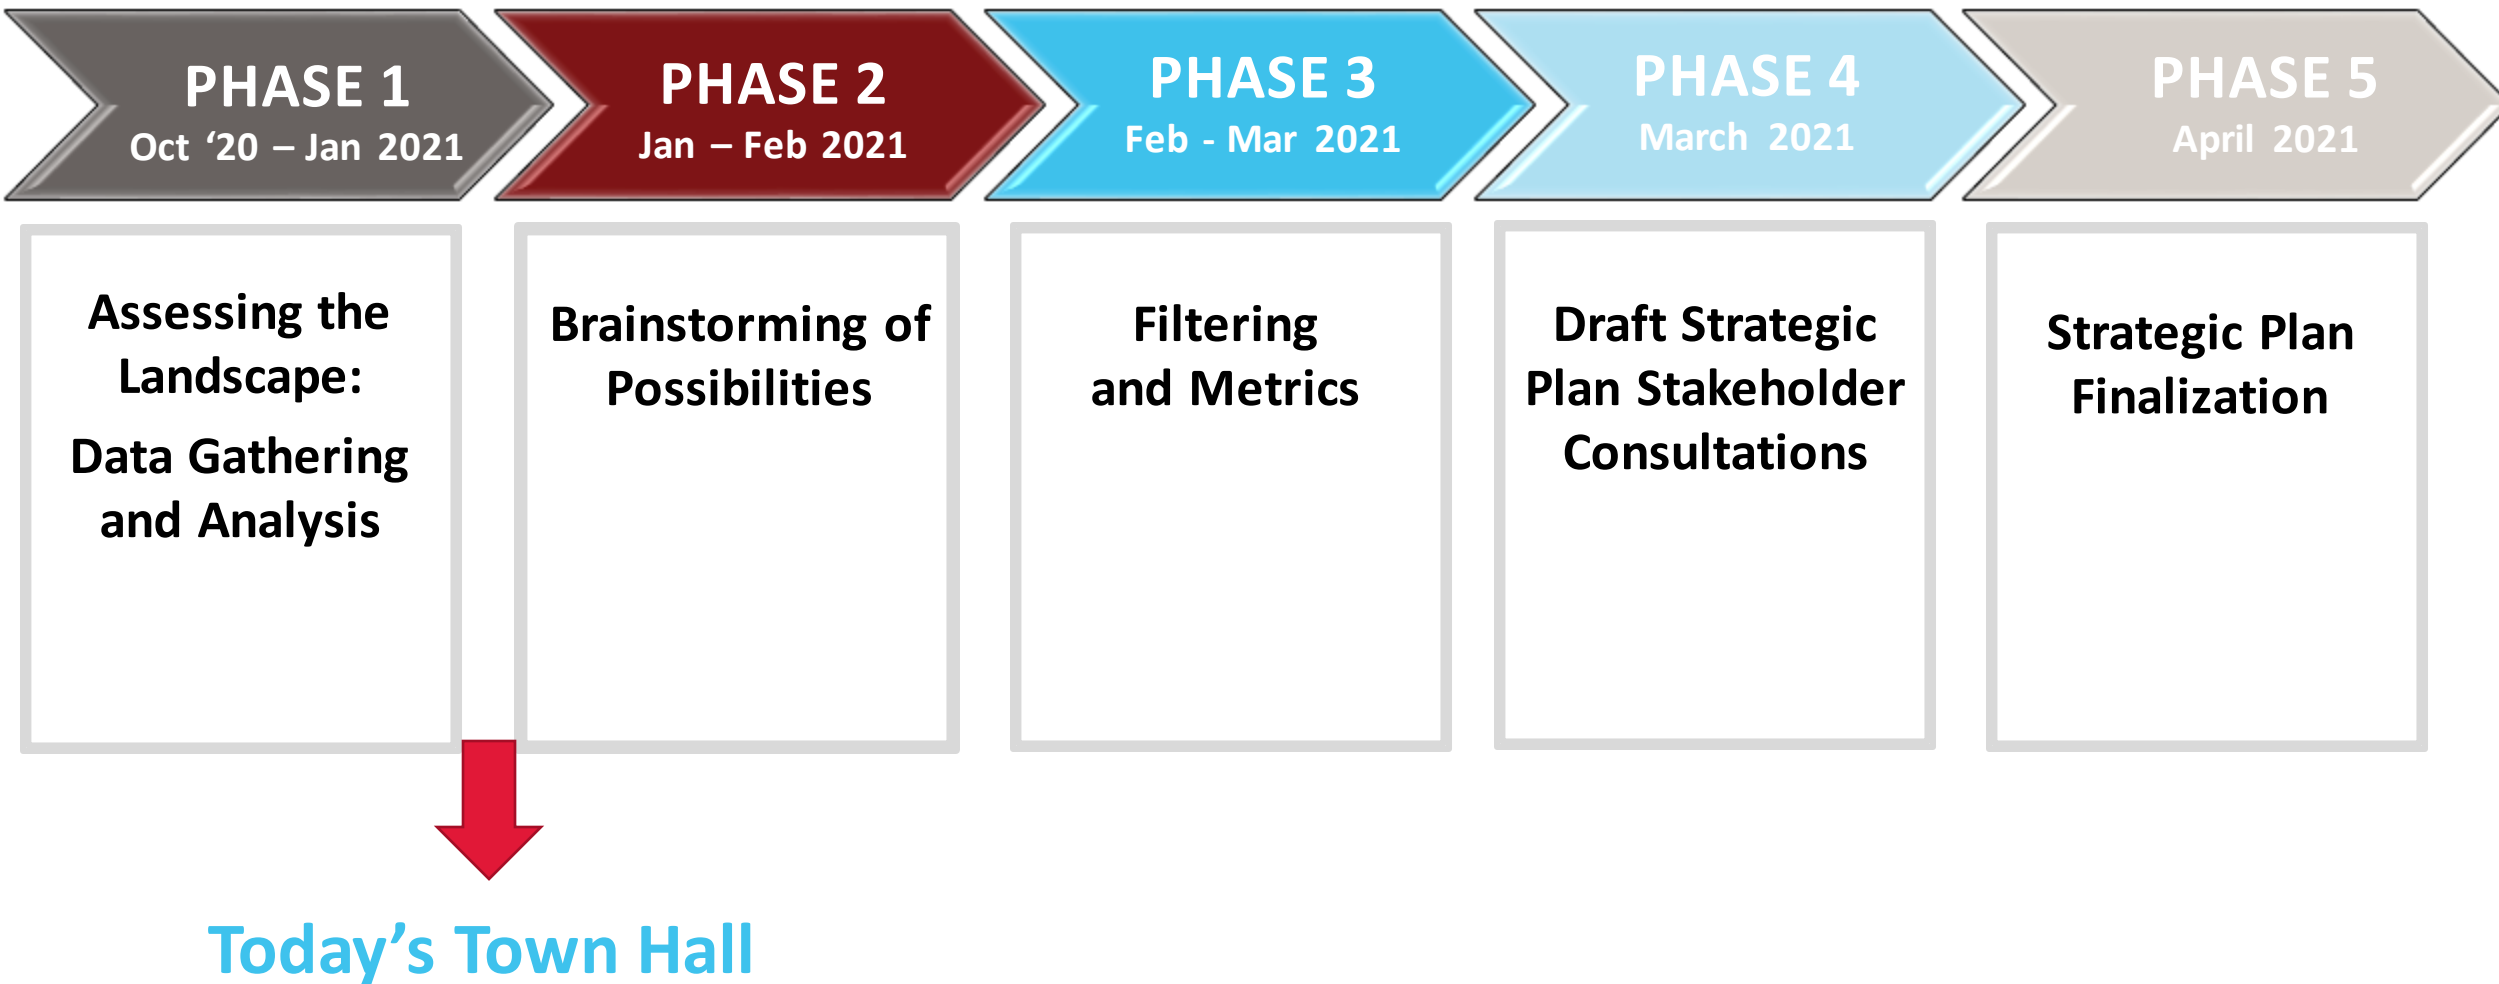 PHASE 1
Oct ‘20 – Jan 2021
PHASE 2
Jan – Feb 2021
PHASE 3
Feb - Mar 2021
PHASE 4
March 2021
PHASE 5
April 2021
Assessing the
Landscape:
Data Gathering
and Analysis
Brainstorming of
Possibilities
Filtering
and Metrics
Draft Strategic
Plan Stakeholder
Consultations
Strategic Plan
Finalization
Today’s Town Hall